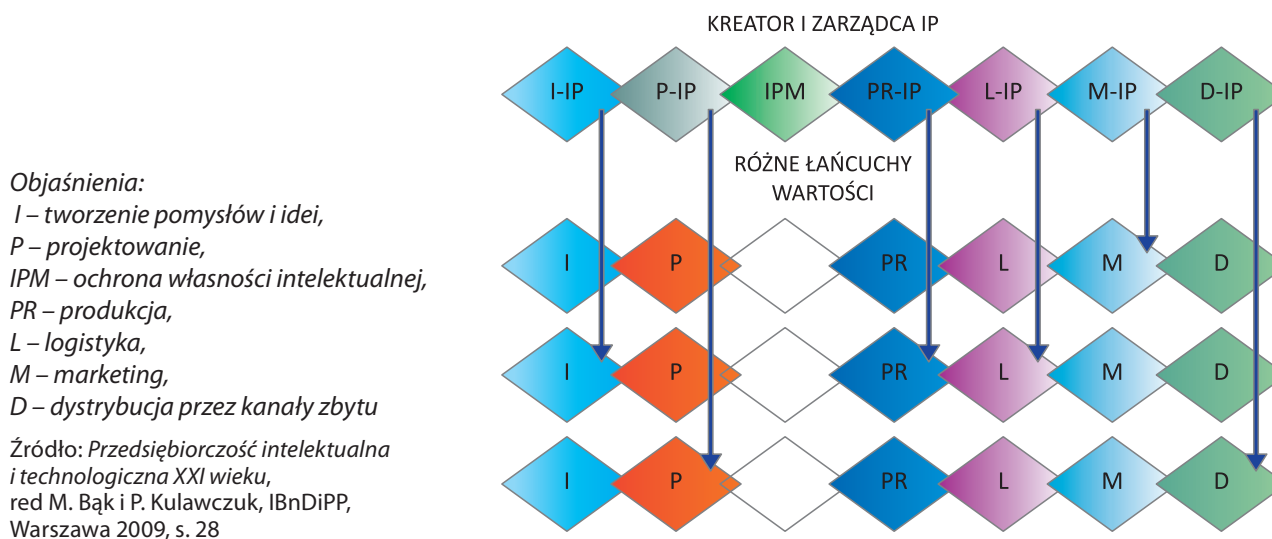 KREATOR I ZARZĄDCA IP
I-IP P-IP IPM PR-IP L-IP M-IP D-IP
RÓŻNE ŁAŃCUCHY
WARTOŚCI
I P PR L M D
I P PR L M D
I P PR L M D
Objaśnienia:
I – tworzenie pomysłów i idei,
P – projektowanie,
IPM – ochrona własności intelektualnej,
PR – produkcja,
L – logistyka,
M – marketing,
D – dystrybucja przez kanały zbytu
Źródło: Przedsiębiorczość intelektualna
i technologiczna XXI wieku,
red M. Bąk i P. Kulawczuk, IBnDiPP,
Warszawa 2009, s. 28